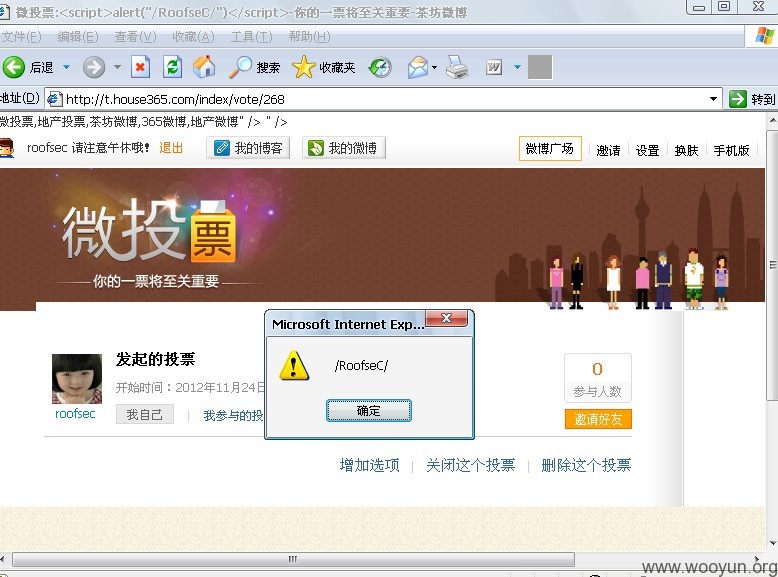 微投票:<script>alert("/RoofseC/")</script>-你的一票将至关重要-茶坊微博
文件(F) 编辑(E) 查看(V) 收藏(A) 工具(T) 帮助(H)
后退 搜索 收藏夹 W
地址(D) http://t.house365.com/index/vote/268 转到
微投票,地产投票,茶坊微博,365微博,地产微博" /> " />
roofsec 请注意午休哦! 退出 我的博客 我的微博 微博广场 邀请 设置 换肤 手机版
微投票
你的一票将至关重要
Microsoft Internet Exp...
/RoofseC/
确定
发起的投票
开始时间：2012年11月24日
roofsec 我自己 我参与的投
0
参与人数
邀请好友
增加选项 | 关闭这个投票 | 删除这个投票
www.wooyun.org